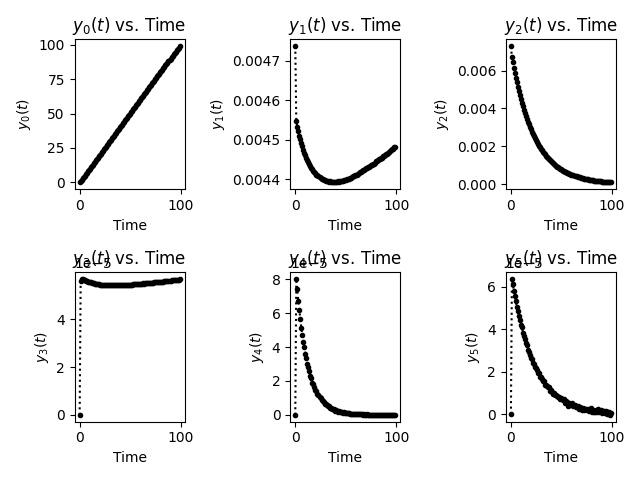 y0(t) vs. Time
y1(t) vs. Time
y2(t) vs. Time
100
75
50
25
0
y0(t)
0
100
Time
0.0047
0.0046
0.0045
0.0044
y1(t)
0
100
Time
0.006
0.004
0.002
0.000
y2(t)
0
100
Time
y3(t) vs. Time
1e−5
4
2
0
y3(t)
0
100
Time
y4(t) vs. Time
1e−5
8
6
4
2
0
y4(t)
0
100
Time
y5(t) vs. Time
1e−5
6
4
2
0
y5(t)
0
100
Time